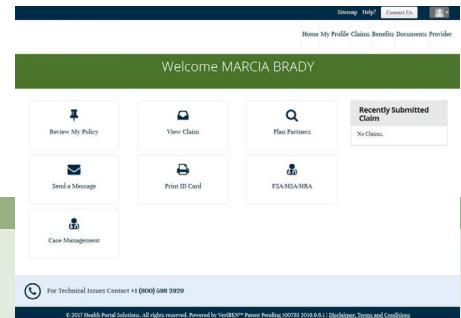 Sitemap Help? Contact Us
Home My Profile Claims Benefits Documents Provider
Welcome MARCIA BRADY
Review My Policy
View Claim
Plan Partners
Recently Submitted
Claim
No Claims.
Send a Message
Print ID Card
FSA/HSA/HRA
Case Management
For Technical Issues Contact +1 (800) 598 2929
© 2017 Health Portal Solutions. All rights reserved. Powered by VeriBEN™ Patent Pending 100730 2019.9.6.1 | Disclaimer, Terms and Conditions